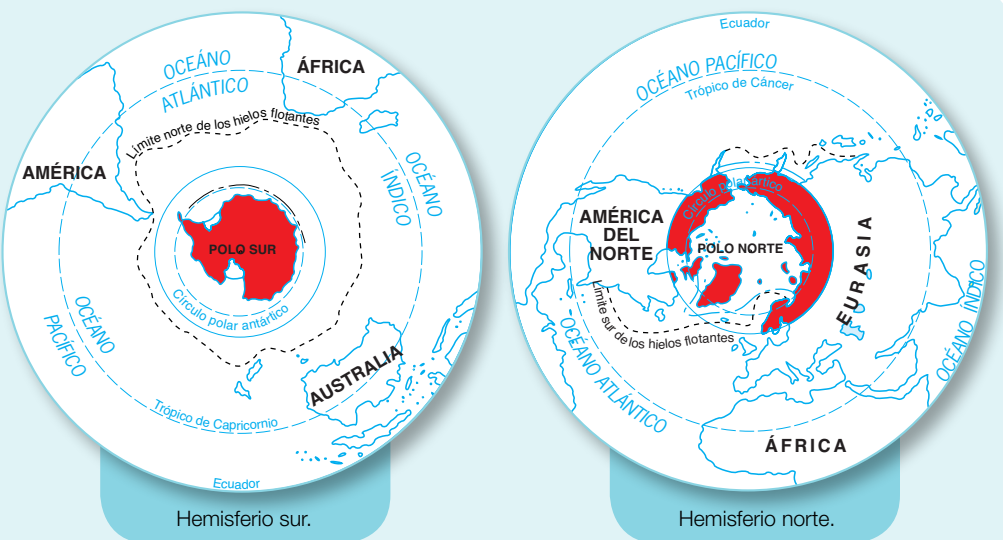 OCEÁNO
ATLÁNTICO
ÁFRICA
Límite norte de los hielos flotantes
AMÉRICA
OCÉANO
ÍNDICO
POLO SUR
Círculo polar antártico
OCÉANO
PACÍFICO
AUSTRALIA
Trópico de Capricornio
Ecuador
Hemisferio sur.
Ecuador
OCÉANO PACÍFICO
Trópico de Cáncer
Círculo polar ártico
AMÉRICA
DEL
NORTE
POLO NORTE
EURASIA
Límite sur de los hielos flotantes
OCÉANO ATLÁNTICO
OCÉANO ÍNDICO
ÁFRICA
Hemisferio norte.